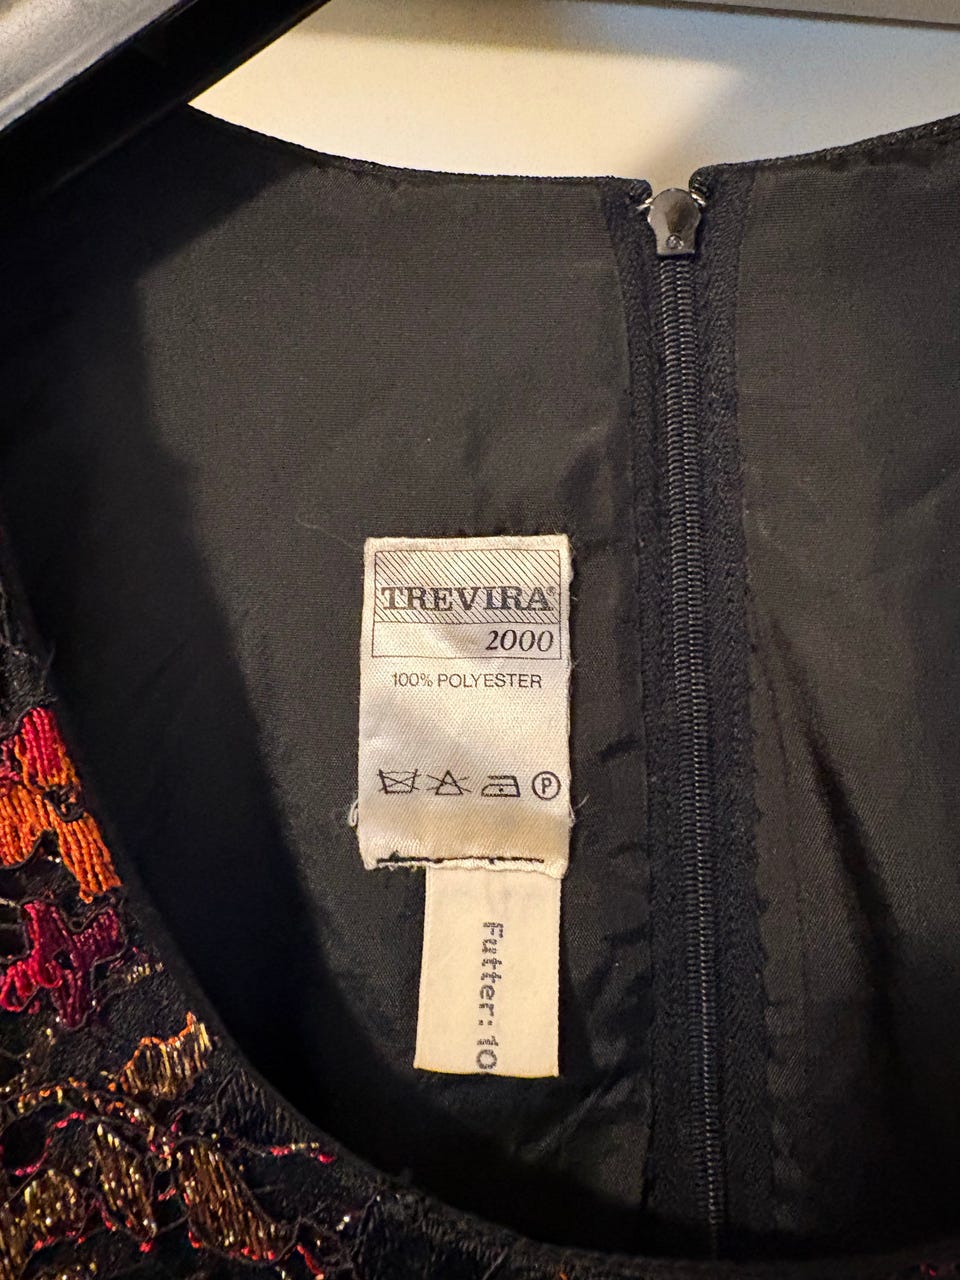 TREVIRA®
2000
100% POLYESTER
P
Futter:10